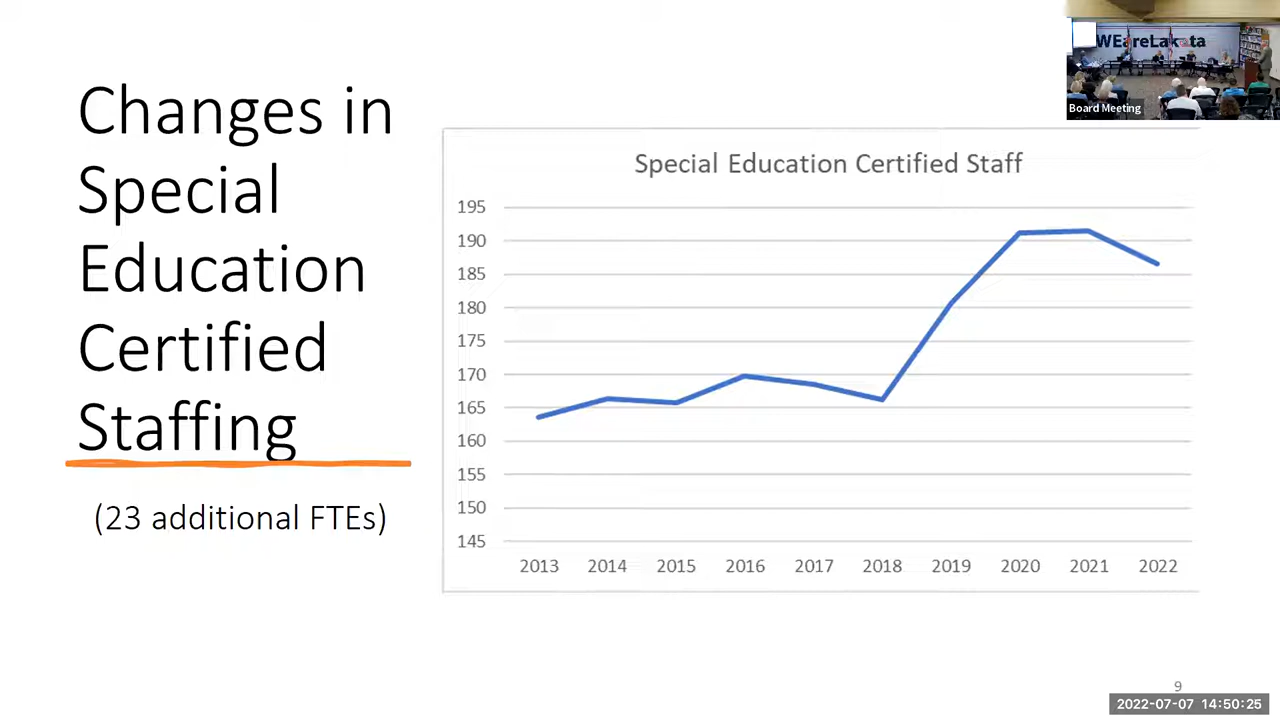 WEareLakota
Board Meeting
Changes in
Special
Education
Certified
Staffing
(23 additional FTEs)
Special Education Certified Staff
195
190
185
180
175
170
165
160
155
150
145
2013 2014 2015 2016 2017 2018 2019 2020 2021 2022
9
2022-07-07 14:50:25